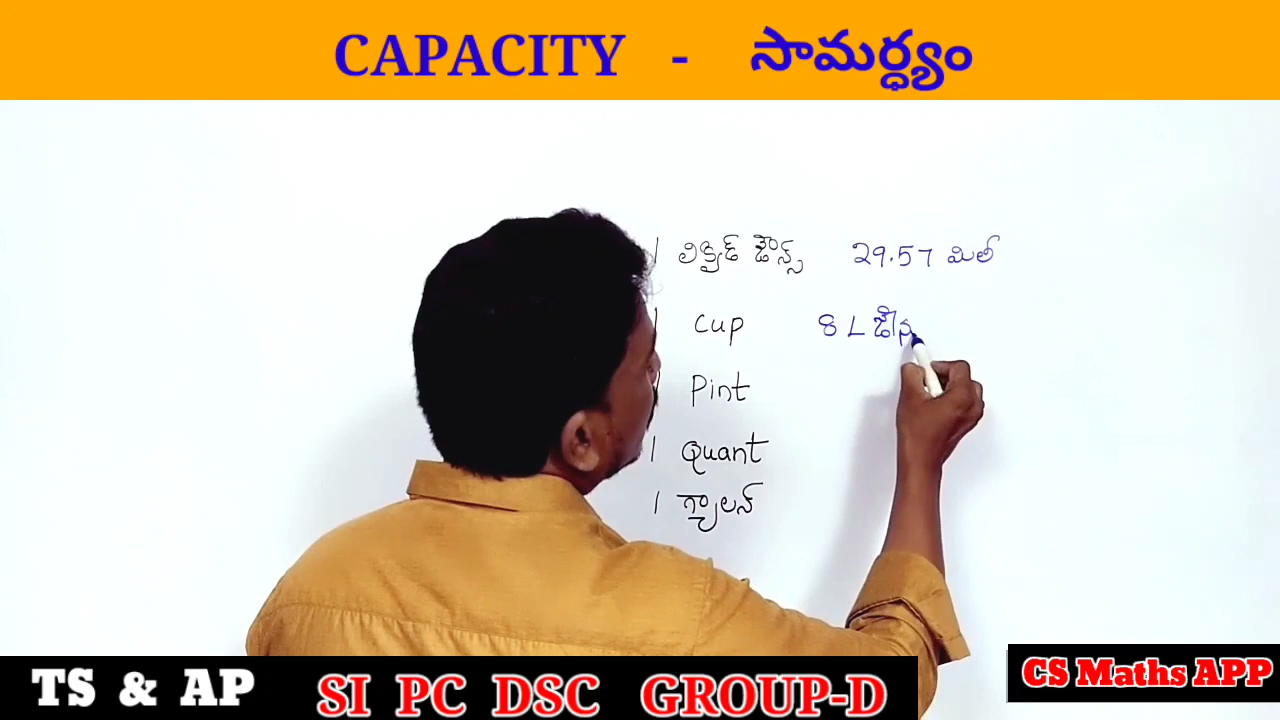 CAPACITY - సామర్ధ్యం
1 లిక్విడ్ ఔన్స్ 29.57 మిలీ
1 Cup 8 L ఔన
1 Pint
1 Quant
1 గ్యాలన్
TS & AP SI PC DSC GROUP-D
CS Maths APP